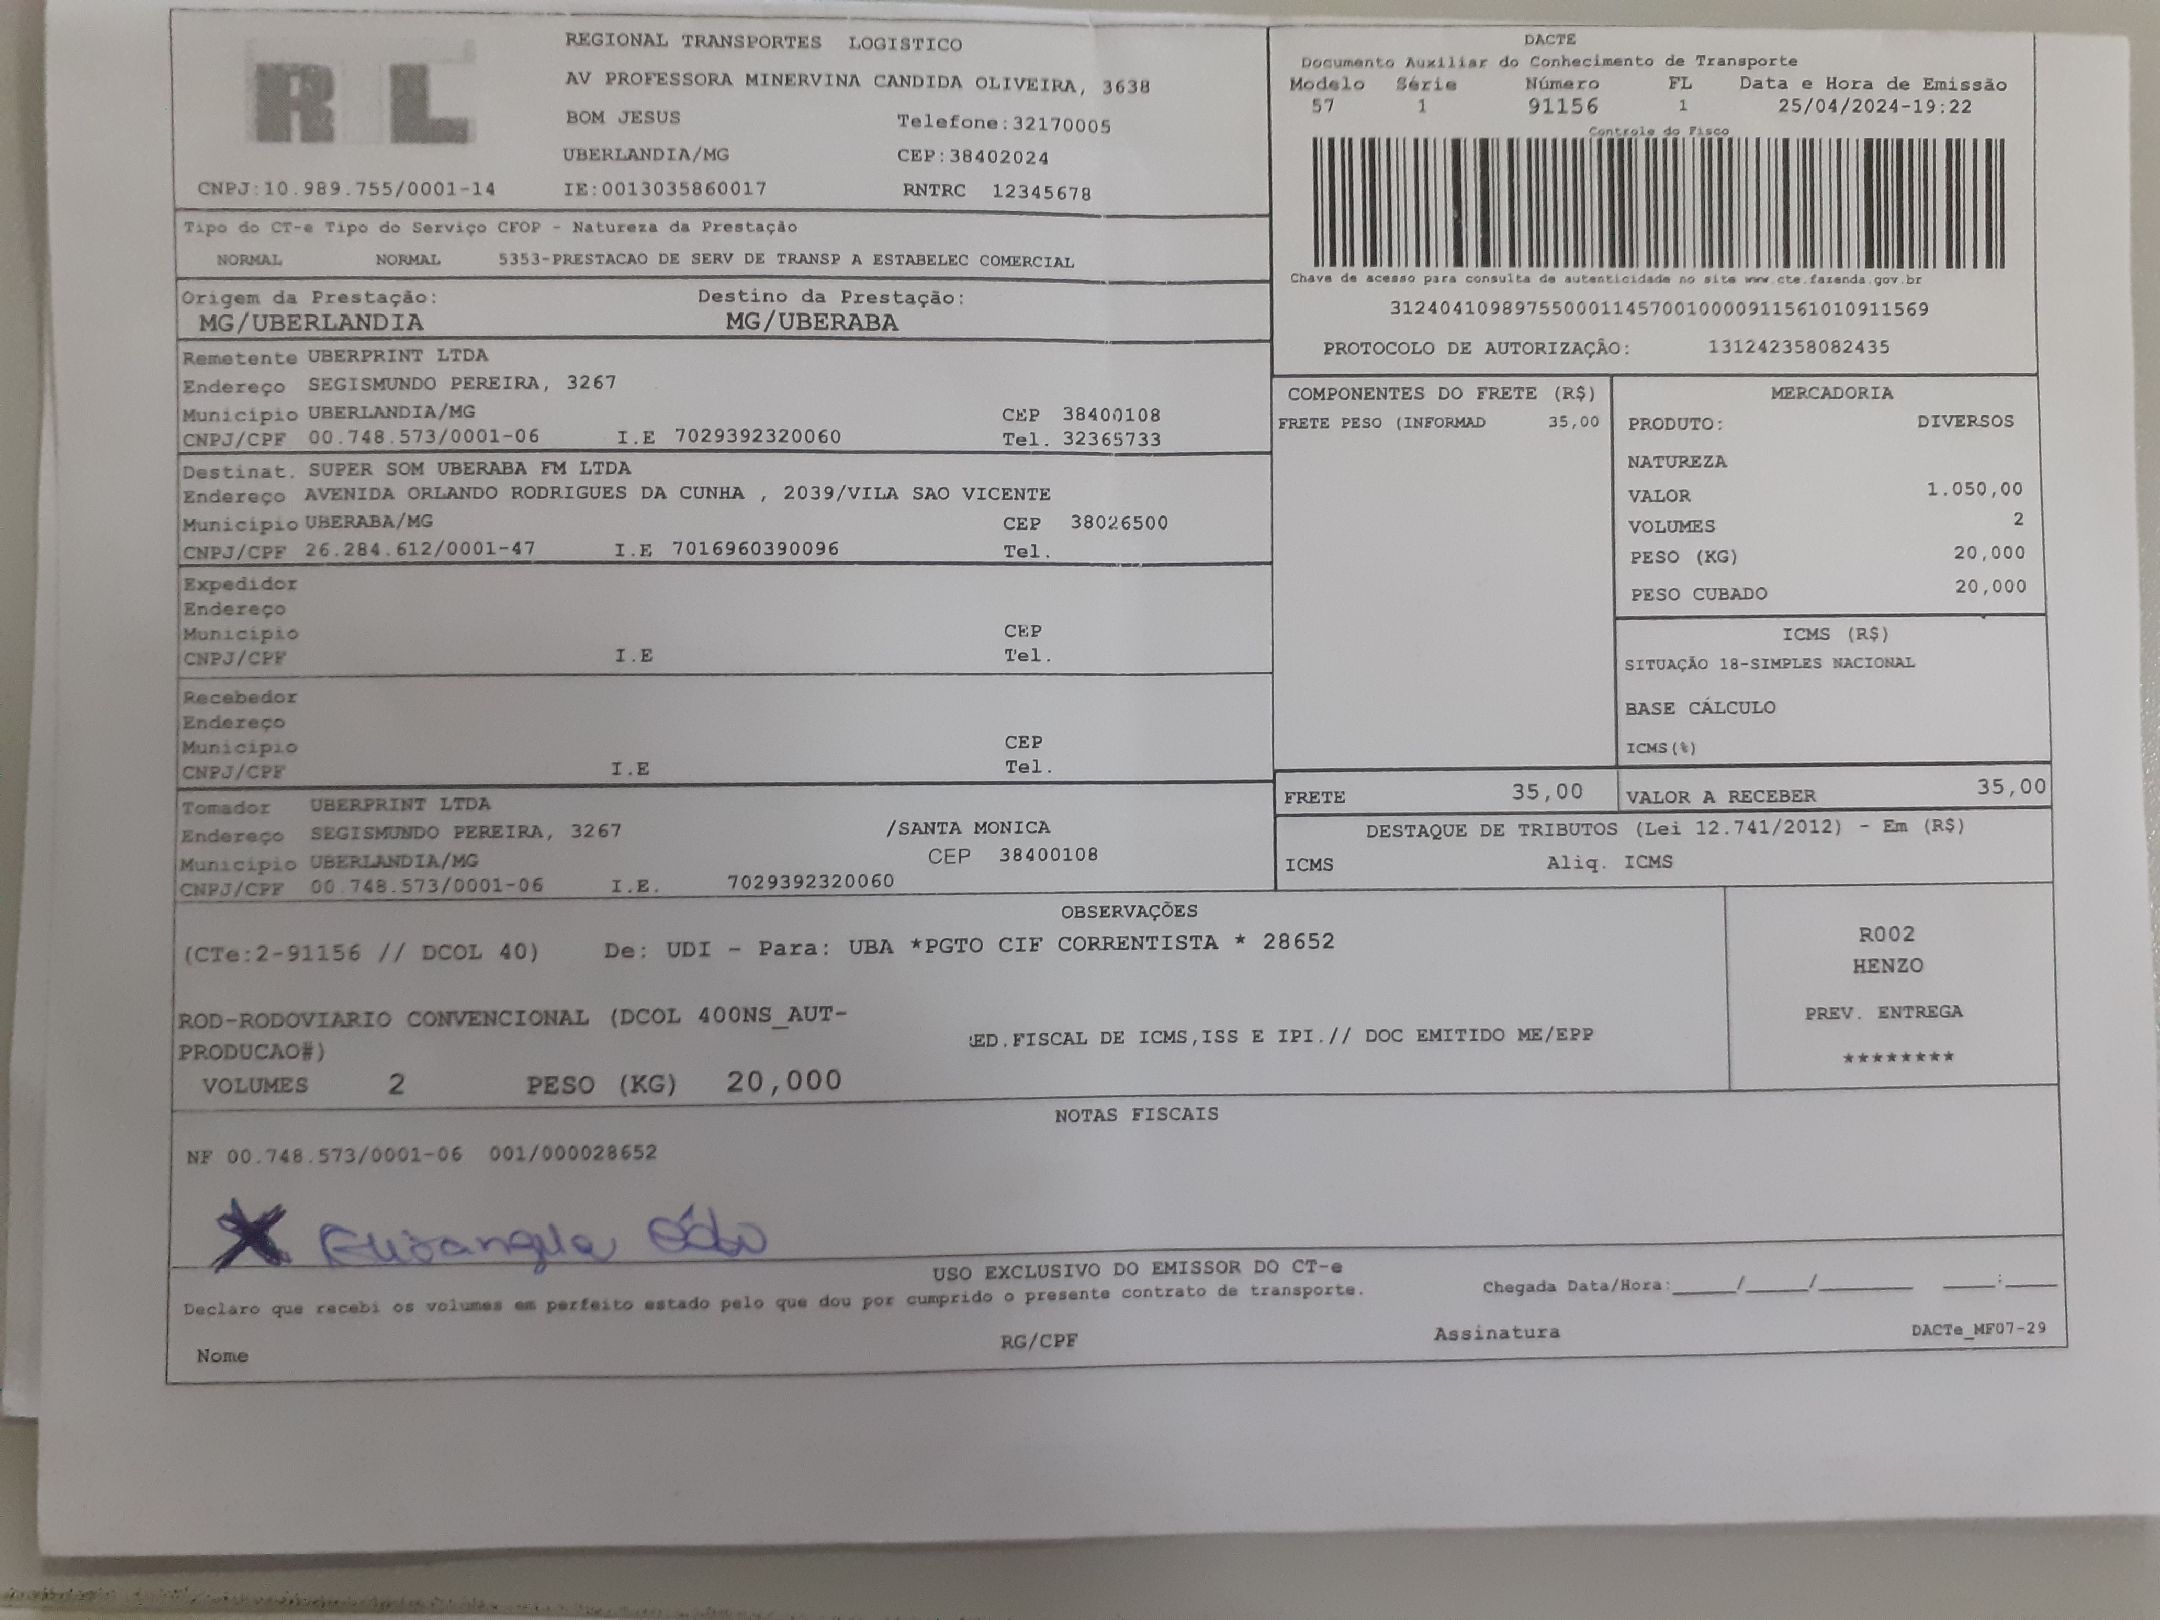 RL
REGIONAL TRANSPORTES LOGISTICO
AV PROFESSORA MINERVINA CANDIDA OLIVEIRA, 3638
BOM JESUS Telefone:32170005
UBERLANDIA/MG CEP:38402024
CNPJ:10.989.755/0001-14 IE:0013035860017 RNTRC 12345678
DACTE
Documento Auxiliar do Conhecimento de Transporte
Modelo Série Número FL Data e Hora de Emissão
57 1 91156 1 25/04/2024-19:22
Controle do Fisco
Chave de acesso para consulta de autenticidade no site www.cte.fazenda.gov.br
31240410989755000114570010000911561010911569
PROTOCOLO DE AUTORIZAÇÃO: 131242358082435
Tipo do CT-e Tipo do Serviço CFOP - Natureza da Prestação
NORMAL NORMAL 5353-PRESTACAO DE SERV DE TRANSP A ESTABELEC COMERCIAL
Origem da Prestação: Destino da Prestação:
MG/UBERLANDIA MG/UBERABA
Remetente UBERPRINT LTDA
Endereço SEGISMUNDO PEREIRA, 3267
Município UBERLANDIA/MG CEP 38400108
CNPJ/CPF 00.748.573/0001-06 I.E 7029392320060 Tel. 32365733
Destinat. SUPER SOM UBERABA FM LTDA
Endereço AVENIDA ORLANDO RODRIGUES DA CUNHA , 2039/VILA SAO VICENTE
Município UBERABA/MG CEP 38026500
CNPJ/CPF 26.284.612/0001-47 I.E 7016960390096 Tel.
Expedidor
Endereço
Município CEP
CNPJ/CPF I.E Tel.
Recebedor
Endereço
Município CEP
CNPJ/CPF I.E Tel.
Tomador UBERPRINT LTDA
Endereço SEGISMUNDO PEREIRA, 3267 /SANTA MONICA
Município UBERLANDIA/MG CEP 38400108
CNPJ/CPF 00.748.573/0001-06 I.E. 7029392320060
COMPONENTES DO FRETE (R$)
FRETE PESO (INFORMAD 35,00
MERCADORIA
PRODUTO: DIVERSOS
NATUREZA
VALOR 1.050,00
VOLUMES 2
PESO (KG) 20,000
PESO CUBADO 20,000
ICMS (R$)
SITUAÇÃO 18-SIMPLES NACIONAL
BASE CÁLCULO
ICMS(%)
FRETE 35,00 VALOR A RECEBER 35,00
DESTAQUE DE TRIBUTOS (Lei 12.741/2012) - Em (R$)
ICMS Aliq. ICMS
OBSERVAÇÕES
(CTe:2-91156 // DCOL 40) De: UDI - Para: UBA *PGTO CIF CORRENTISTA * 28652
ROD-RODOVIARIO CONVENCIONAL (DCOL 400NS_AUT-
PRODUCAO#) ED.FISCAL DE ICMS,ISS E IPI.// DOC EMITIDO ME/EPP
VOLUMES 2 PESO (KG) 20,000
R002
HENZO
PREV. ENTREGA
********
NOTAS FISCAIS
NF 00.748.573/0001-06 001/000028652
X
USO EXCLUSIVO DO EMISSOR DO CT-e
Declaro que recebi os volumes em perfeito estado pelo que dou por cumprido o presente contrato de transporte. Chegada Data/Hora:____/____/______ ___:___
Nome RG/CPF Assinatura DACTe_MF07-29